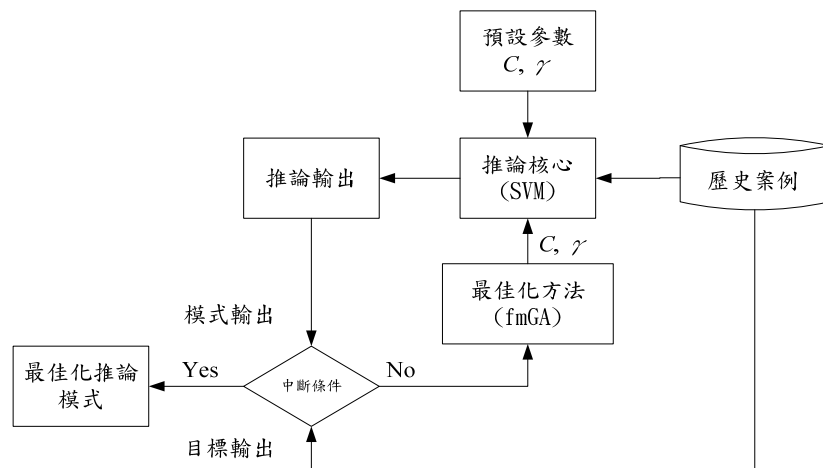 預設參數
C, γ
推論輸出
推論核心
(SVM)
歷史案例
C, γ
最佳化方法
(fmGA)
模式輸出
最佳化推論
模式
Yes
中斷條件
No
目標輸出